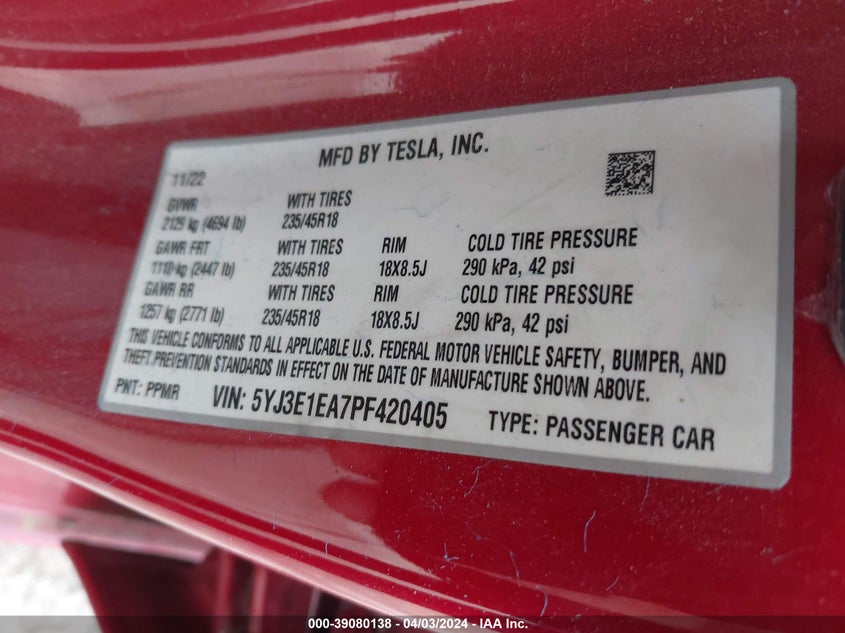 MFD BY TESLA, INC.
11/22
GVWR WITH TIRES
2129 kg (4694 lb) 235/45R18
GAWR FRT WITH TIRES RIM COLD TIRE PRESSURE
1110 kg (2447 lb) 235/45R18 18X8.5J 290 kPa, 42 psi
GAWR RR WITH TIRES RIM COLD TIRE PRESSURE
1257 kg (2771 lb) 235/45R18 18X8.5J 290 kPa, 42 psi
THIS VEHICLE CONFORMS TO ALL APPLICABLE U.S. FEDERAL MOTOR VEHICLE SAFETY, BUMPER, AND
THEFT PREVENTION STANDARDS IN EFFECT ON THE DATE OF MANUFACTURE SHOWN ABOVE.
PNT: PPMR VIN: 5YJ3E1EA7PF420405 TYPE: PASSENGER CAR
000-39080138 - 04/03/2024 - IAA Inc.